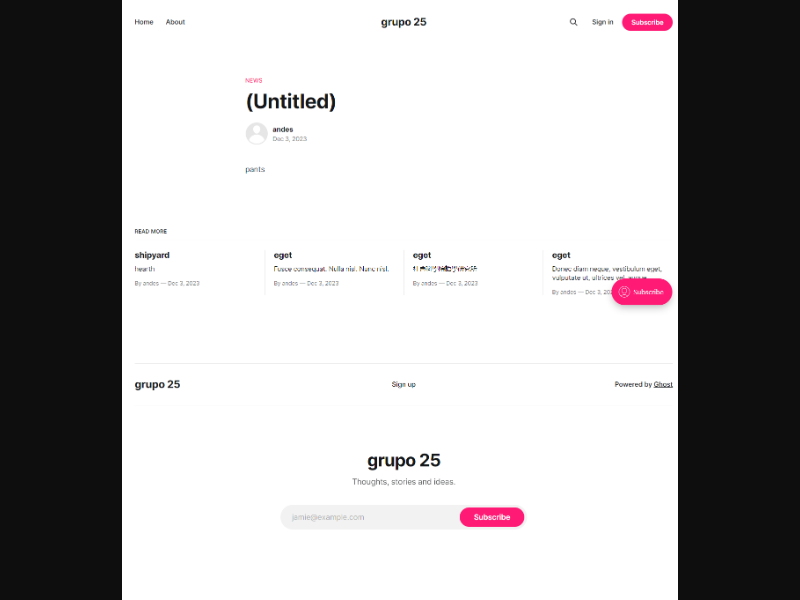 Home About grupo 25 Sign in Subscribe
NEWS
(Untitled)
andes
Dec 3, 2023
pants
READ MORE
shipyard
hearth
By andes — Dec 3, 2023
eget
Fusce consequat. Nulla nisl. Nunc nisl.
By andes — Dec 3, 2023
eget
By andes — Dec 3, 2023
eget
Donec diam neque, vestibulum eget,
vulputate ut, ultrices vel, augue.
By andes — Dec 3, 202
Subscribe
grupo 25 Sign up Powered by Ghost
grupo 25
Thoughts, stories and ideas.
jamie@example.com Subscribe